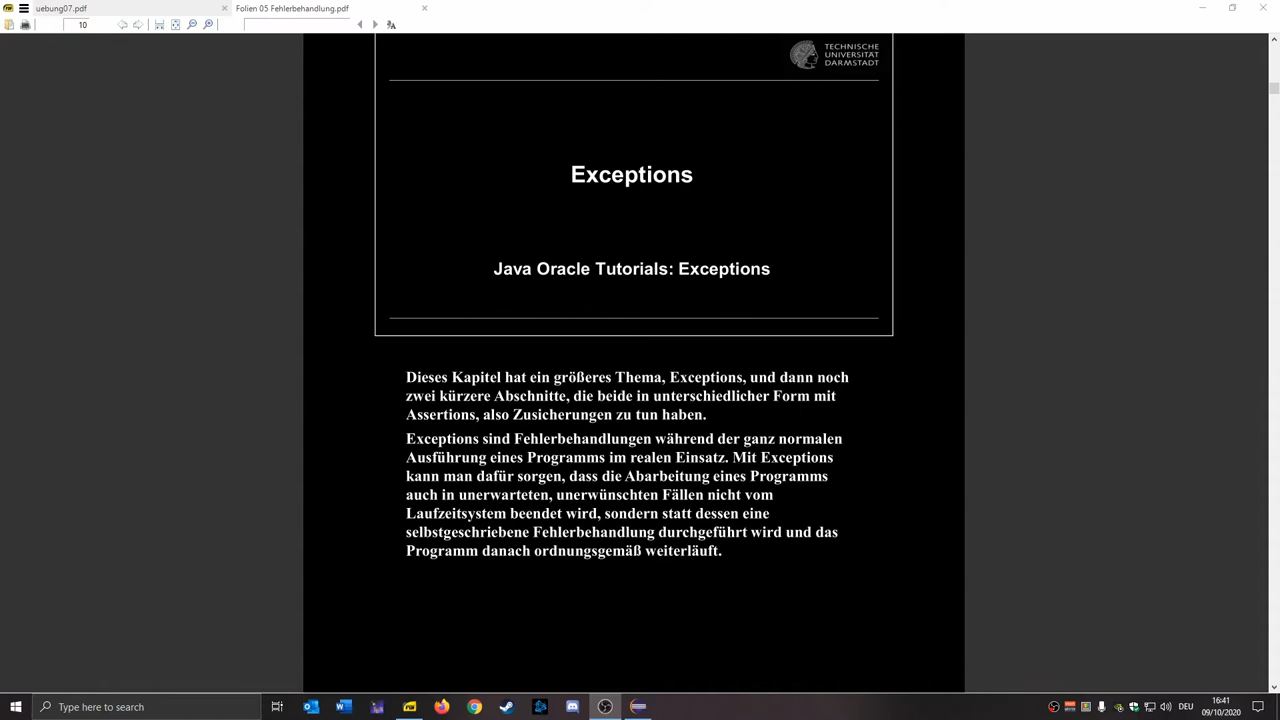 uebung07.pdf
Folien 05 Fehlerbehandlung.pdf
10
TECHNISCHE
UNIVERSITÄT
DARMSTADT
Exceptions
Java Oracle Tutorials: Exceptions
Dieses Kapitel hat ein größeres Thema, Exceptions, und dann noch
zwei kürzere Abschnitte, die beide in unterschiedlicher Form mit
Assertions, also Zusicherungen zu tun haben.
Exceptions sind Fehlerbehandlungen während der ganz normalen
Ausführung eines Programms im realen Einsatz. Mit Exceptions
kann man dafür sorgen, dass die Abarbeitung eines Programms
auch in unerwarteten, unerwünschten Fällen nicht vom
Laufzeitsystem beendet wird, sondern statt dessen eine
selbstgeschriebene Fehlerbehandlung durchgeführt wird und das
Programm danach ordnungsgemäß weiterläuft.
Type here to search
DEU
16:41
09/10/2020